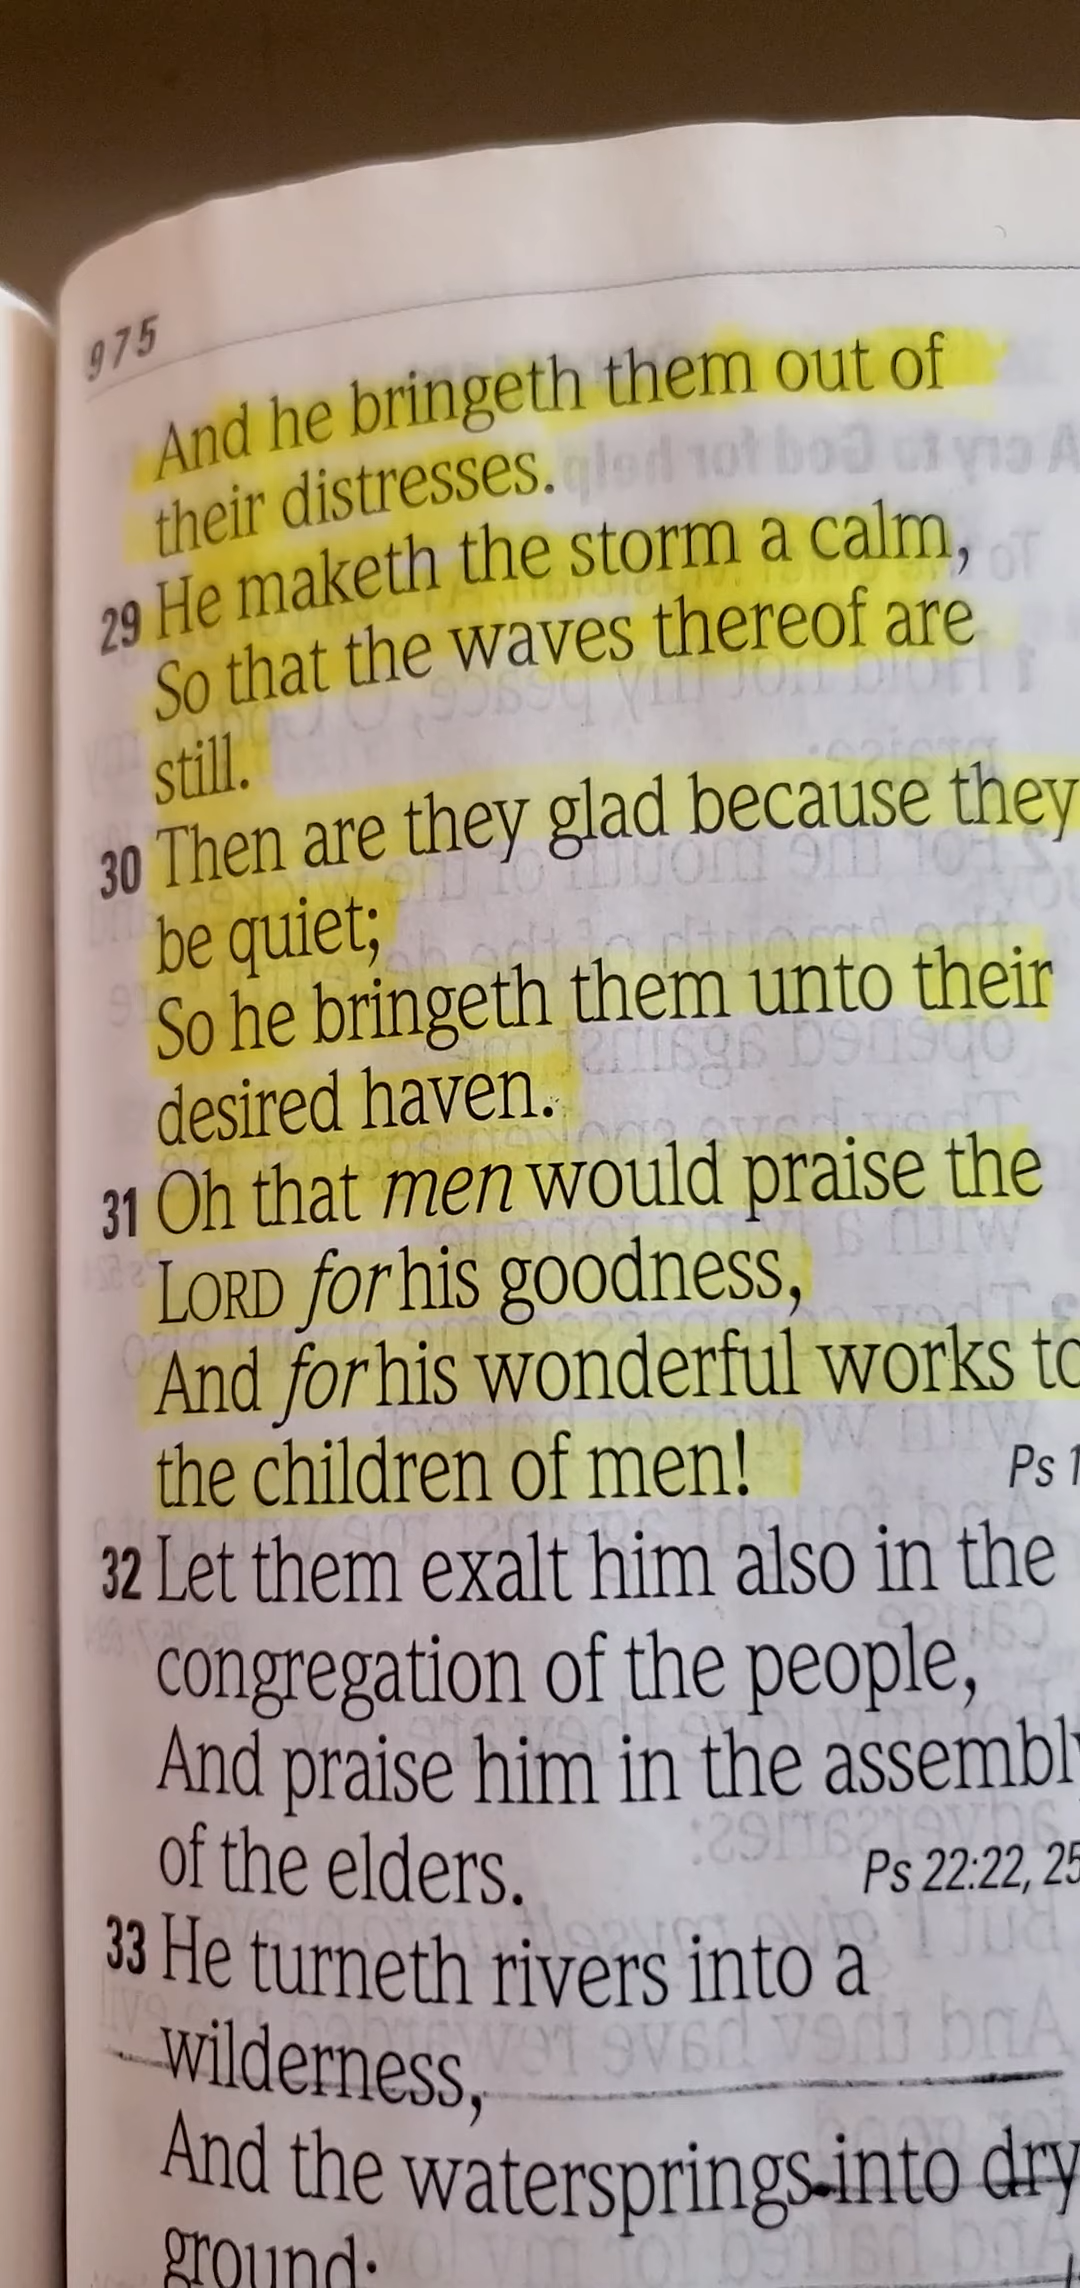 975
And he bringeth them out of
their distresses.
29 He maketh the storm a calm,
So that the waves thereof are
still.
30 Then are they glad because they
be quiet;
So he bringeth them unto their
desired haven.
31 Oh that men would praise the
LORD for his goodness,
And for his wonderful works to
the children of men! Ps 1
32 Let them exalt him also in the
congregation of the people,
And praise him in the assembly
of the elders. Ps 22:22, 25
33 He turneth rivers into a
wilderness,
And the watersprings into dry
ground;